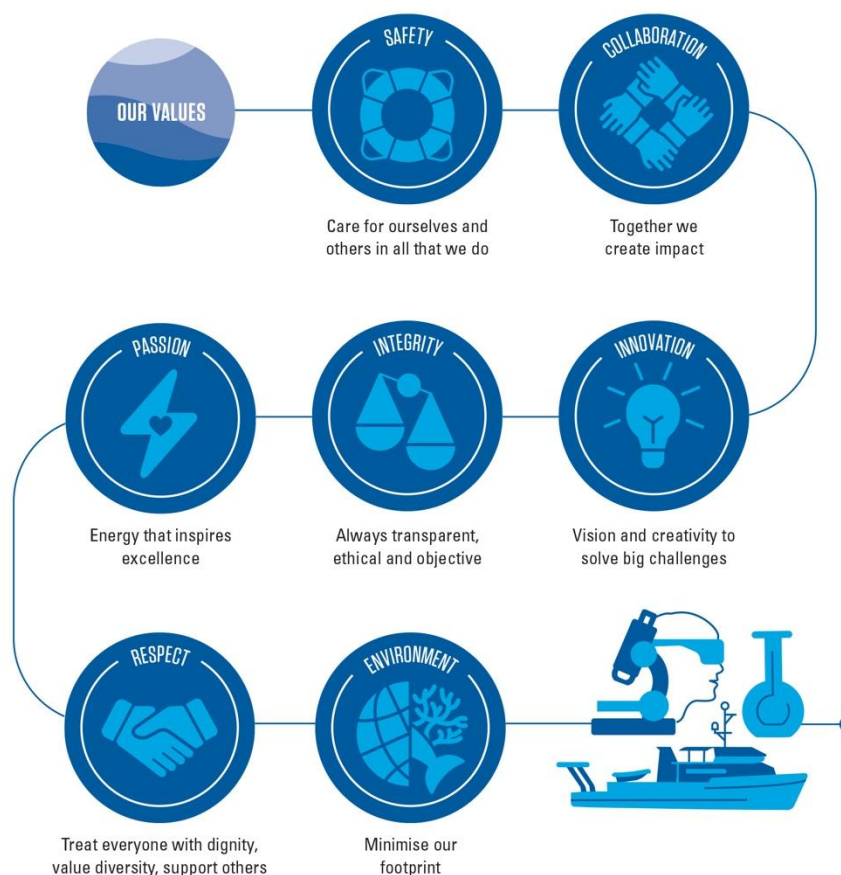 OUR VALUES
SAFETY
Care for ourselves and
others in all that we do
COLLABORATION
Together we
create impact
INNOVATION
Vision and creativity to
solve big challenges
INTEGRITY
Always transparent,
ethical and objective
PASSION
Energy that inspires
excellence
RESPECT
Treat everyone with dignity,
value diversity, support others
ENVIRONMENT
Minimise our
footprint